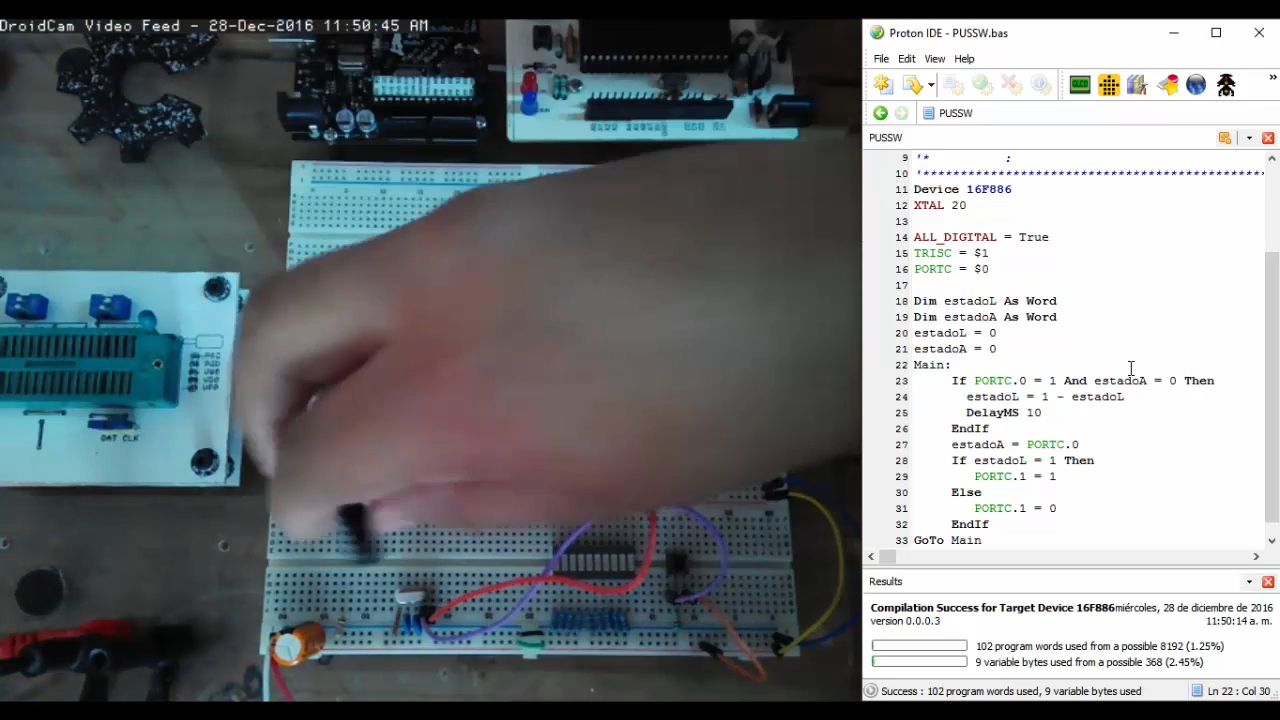 DroidCam Video Feed - 28-Dec-2016 11:50:45 AM
Proton IDE - PUSSW.bas
File Edit View Help
PUSSW
PUSSW
9 '* :
10 '*********************************************
11 Device 16F886
12 XTAL 20
13
14 ALL_DIGITAL = True
15 TRISC = $1
16 PORTC = $0
17
18 Dim estadoL As Word
19 Dim estadoA As Word
20 estadoL = 0
21 estadoA = 0
22 Main:
23 If PORTC.0 = 1 And estadoA = 0 Then
24 estadoL = 1 - estadoL
25 DelayMS 10
26 EndIf
27 estadoA = PORTC.0
28 If estadoL = 1 Then
29 PORTC.1 = 1
30 Else
31 PORTC.1 = 0
32 EndIf
33 GoTo Main
Results
Compilation Success for Target Device 16F886 miércoles, 28 de diciembre de 2016
version 0.0.0.3 11:50:14 a. m.
102 program words used from a possible 8192 (1.25%)
9 variable bytes used from a possible 368 (2.45%)
Success : 102 program words used, 9 variable bytes used
Ln 22 : Col 30
DAT CLK